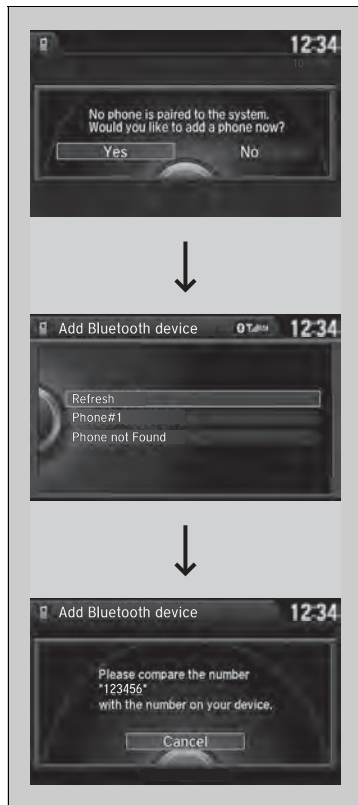 12:34
No phone is paired to the system.
Would you like to add a phone now?
Yes No
Add Bluetooth device 12:34
Refresh
Phone#1
Phone not Found
Add Bluetooth device 12:34
Please compare the number
"123456"
with the number on your device.
Cancel